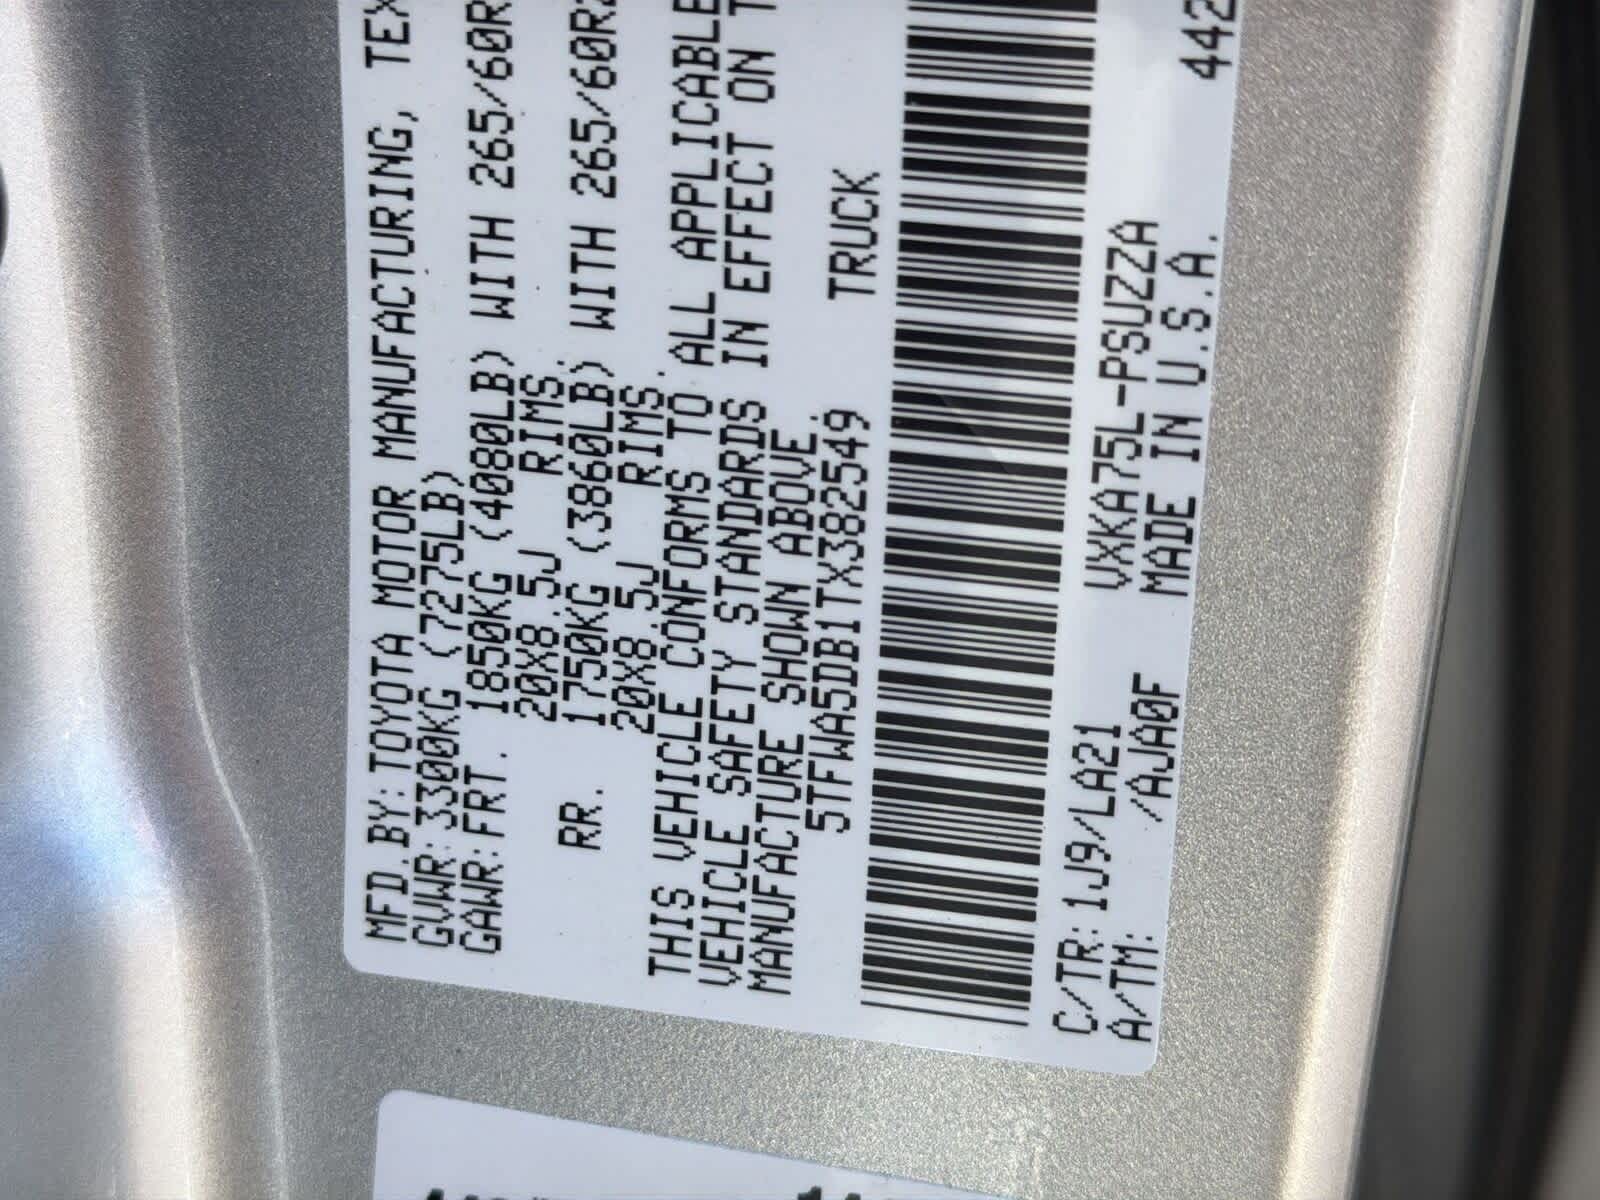 MFD.BY:TOYOTA MOTOR MANUFACTURING, TEX
GVWR:3300KG (7275LB)
GAWR:FRT. 1850KG (4080LB) WITH 265/60R
20X8.5J RIMS.
RR. 1750KG (3860LB) WITH 265/60R
20X8.5J RIMS.
THIS VEHICLE CONFORMS TO ALL APPLICABLE
VEHICLE SAFETY STANDARDS IN EFFECT ON T
MANUFACTURE SHOWN ABOVE.
5TFWA5DB1TX382549 TRUCK
C/TR:1J9/LA21 VXKA75L-PSUZZA 442
A/TM: /AJA0F MADE IN U.S.A.